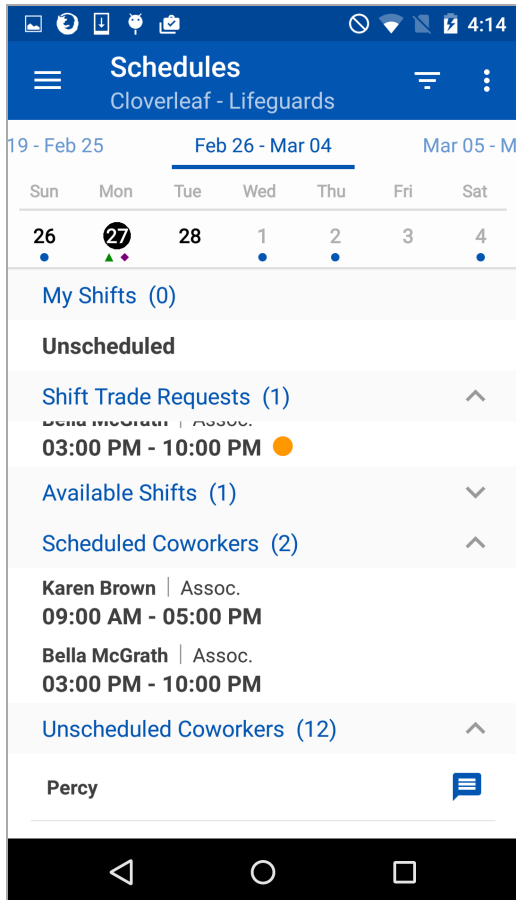 4:14
Schedules
Cloverleaf - Lifeguards
19 - Feb 25 Feb 26 - Mar 04 Mar 05 - M
Sun Mon Tue Wed Thu Fri Sat
26 27 28 1 2 3 4
My Shifts (0)
Unscheduled
Shift Trade Requests (1)
Bella McGrath | Assoc.
03:00 PM - 10:00 PM
Available Shifts (1)
Scheduled Coworkers (2)
Karen Brown | Assoc.
09:00 AM - 05:00 PM
Bella McGrath | Assoc.
03:00 PM - 10:00 PM
Unscheduled Coworkers (12)
Percy